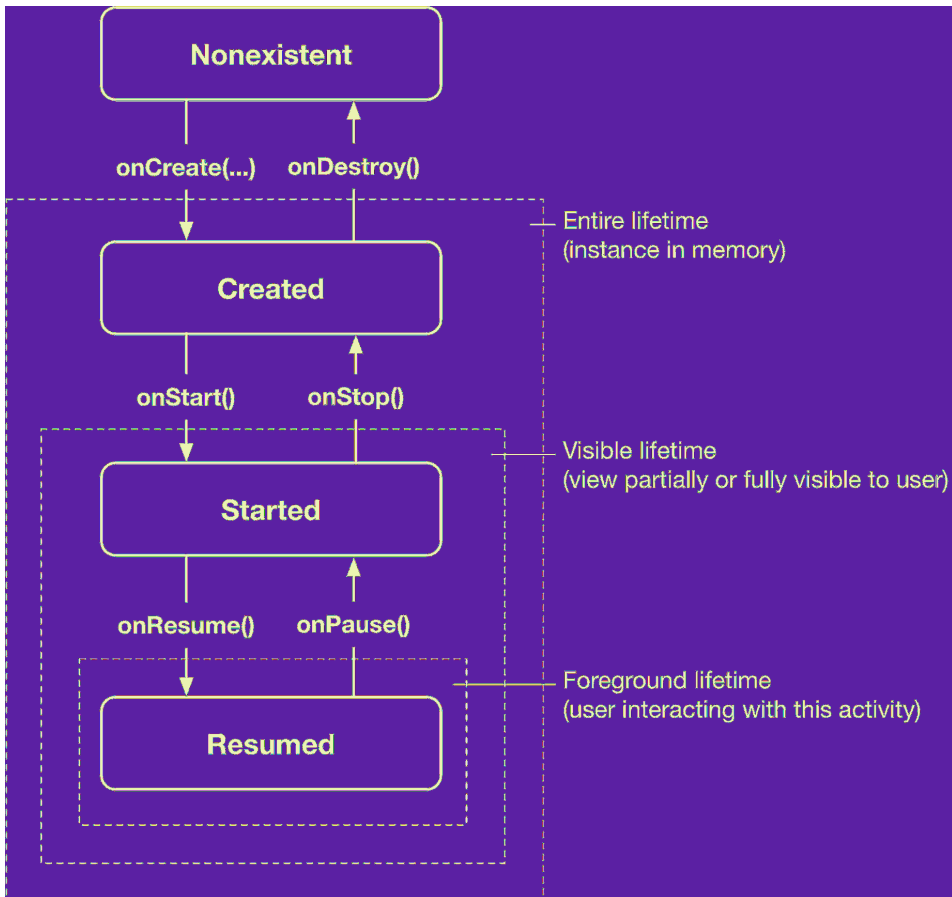 Nonexistent
onCreate(...)
onDestroy()
Entire lifetime
(instance in memory)
Created
onStart()
onStop()
Visible lifetime
(view partially or fully visible to user)
Started
onResume()
onPause()
Foreground lifetime
(user interacting with this activity)
Resumed